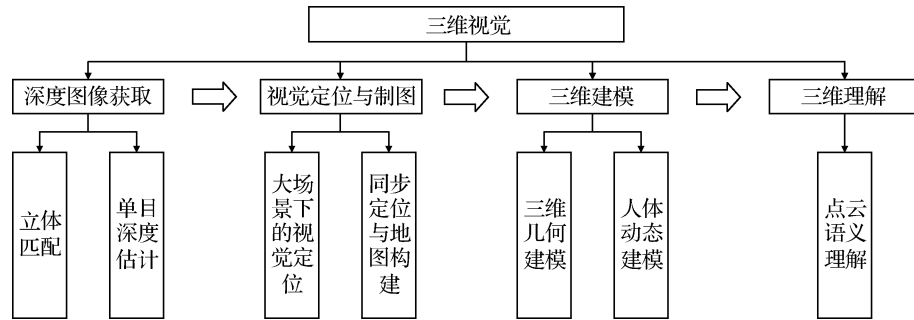 三维视觉
深度图像获取
视觉定位与制图
三维建模
三维理解
立体
匹配
单目
深度
估计
大场
景下
的视
觉定
位
同步
定位
与地
图构
建
三维
几何
建模
人体
动态
建模
点云
语义
理解